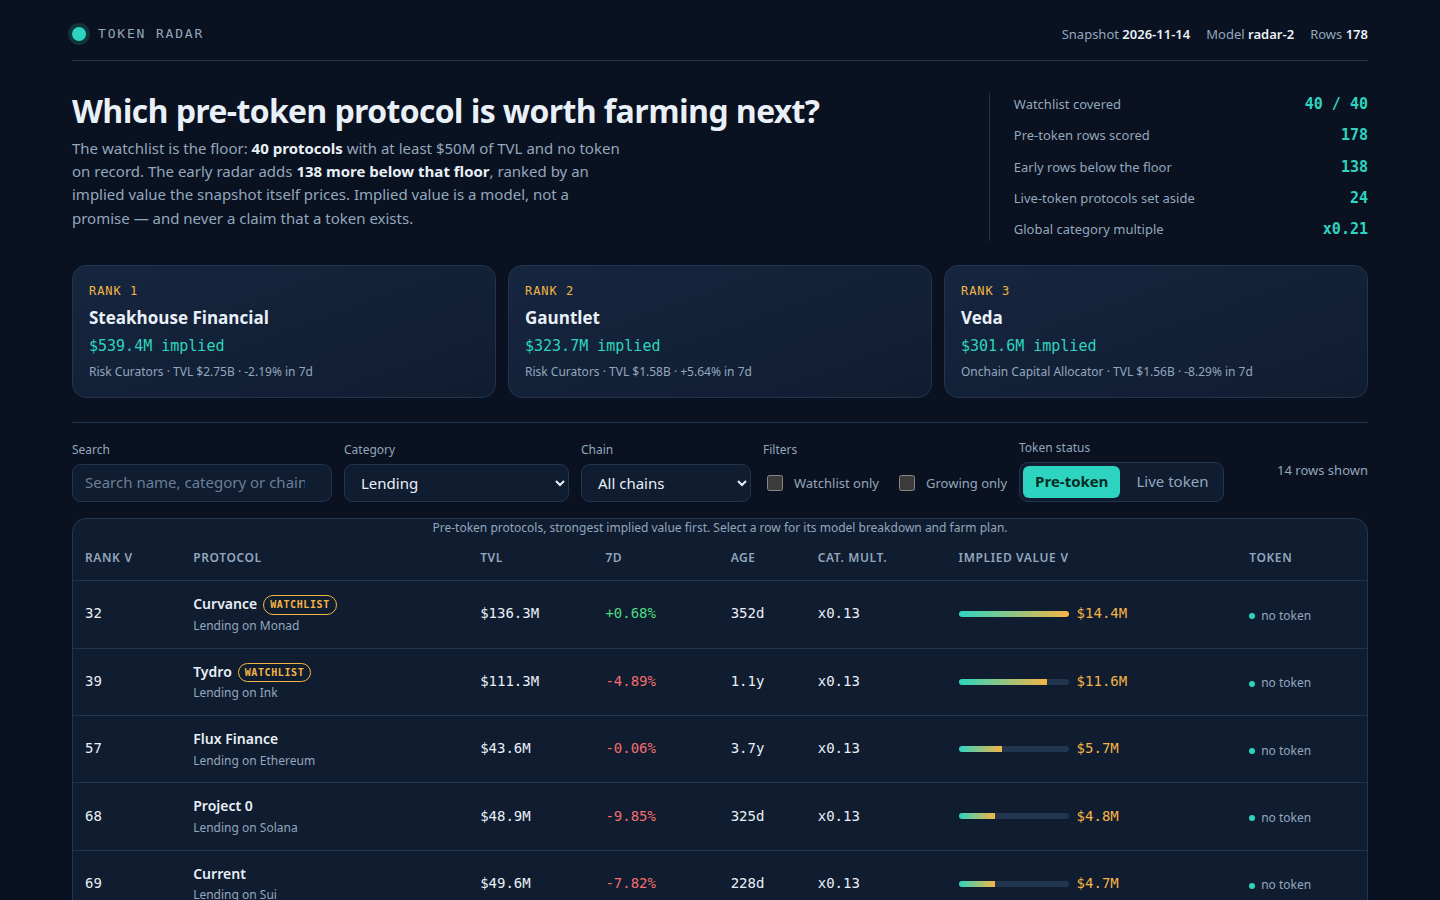 TOKEN RADAR
Snapshot 2026-11-14 Model radar-2 Rows 178
Which pre-token protocol is worth farming next?
The watchlist is the floor: 40 protocols with at least $50M of TVL and no token
on record. The early radar adds 138 more below that floor, ranked by an
implied value the snapshot itself prices. Implied value is a model, not a
promise — and never a claim that a token exists.
Watchlist covered 40 / 40
Pre-token rows scored 178
Early rows below the floor 138
Live-token protocols set aside 24
Global category multiple x0.21
RANK 1
Steakhouse Financial
$539.4M implied
Risk Curators · TVL $2.75B · -2.19% in 7d
RANK 2
Gauntlet
$323.7M implied
Risk Curators · TVL $1.58B · +5.64% in 7d
RANK 3
Veda
$301.6M implied
Onchain Capital Allocator · TVL $1.56B · -8.29% in 7d
Search
Search name, category or chain
Category
Lending
Chain
All chains
Filters
Watchlist only
Growing only
Token status
Pre-token
Live token
14 rows shown
Pre-token protocols, strongest implied value first. Select a row for its model breakdown and farm plan.
RANK V PROTOCOL TVL 7D AGE CAT. MULT. IMPLIED VALUE V TOKEN
32 Curvance WATCHLIST $136.3M +0.68% 352d x0.13 $14.4M no token
Lending on Monad
39 Tydro WATCHLIST $111.3M -4.89% 1.1y x0.13 $11.6M no token
Lending on Ink
57 Flux Finance $43.6M -0.06% 3.7y x0.13 $5.7M no token
Lending on Ethereum
68 Project 0 $48.9M -9.85% 325d x0.13 $4.8M no token
Lending on Solana
69 Current $49.6M -7.82% 228d x0.13 $4.7M no token
Lending on Sui